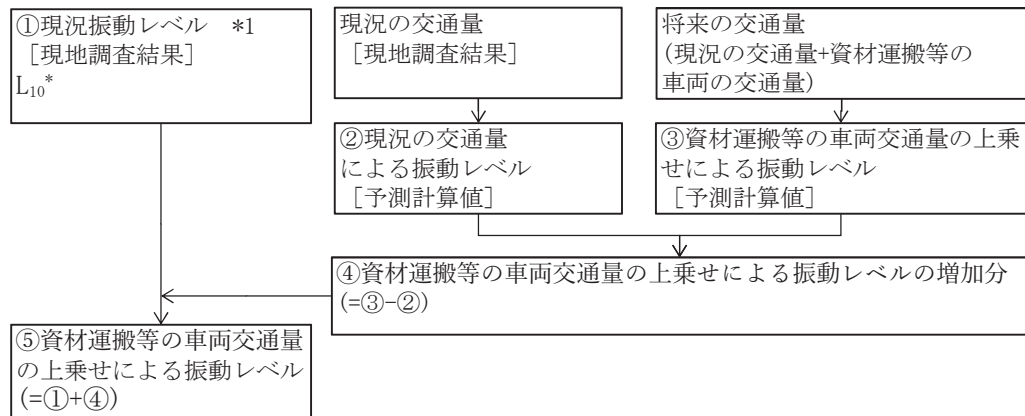 ①現況振動レベル *1
[現地調査結果]
L₁₀*
現況の交通量
[現地調査結果]
将来の交通量
(現況の交通量+資材運搬等の
車両の交通量)
②現況の交通量
による振動レベル
[予測計算値]
③資材運搬等の車両交通量の上乗
せによる振動レベル
[予測計算値]
④資材運搬等の車両交通量の上乗せによる振動レベルの増加分
(=③-②)
⑤資材運搬等の車両交通量
の上乗せによる振動レベル
(=①+④)